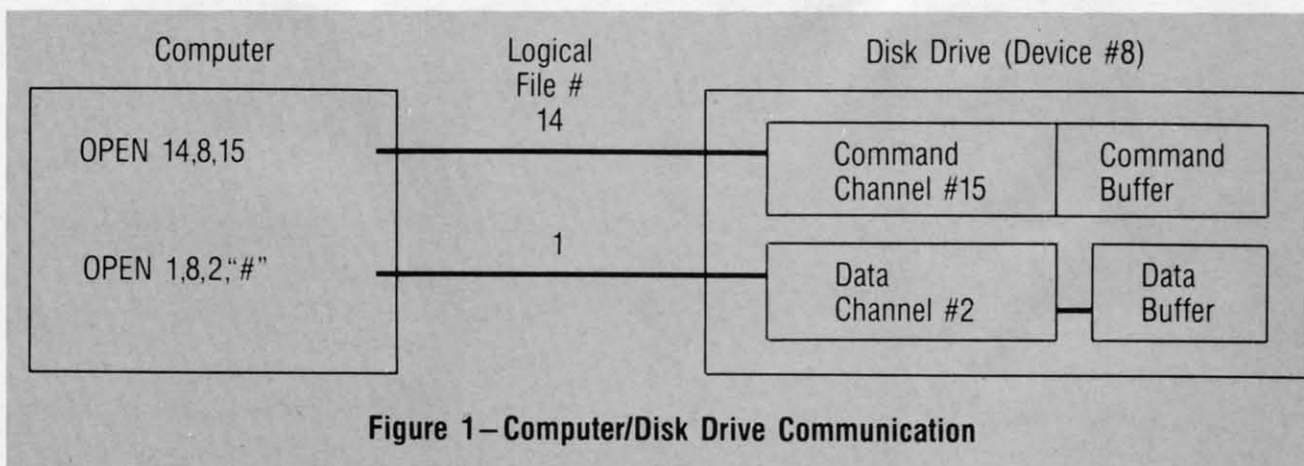 Computer
Logical
File #
14
Disk Drive (Device #8)
OPEN 14,8,15
Command
Channel #15
Command
Buffer
OPEN 1,8,2,“#”
1
Data
Channel #2
Data
Buffer
Figure 1–Computer/Disk Drive Communication